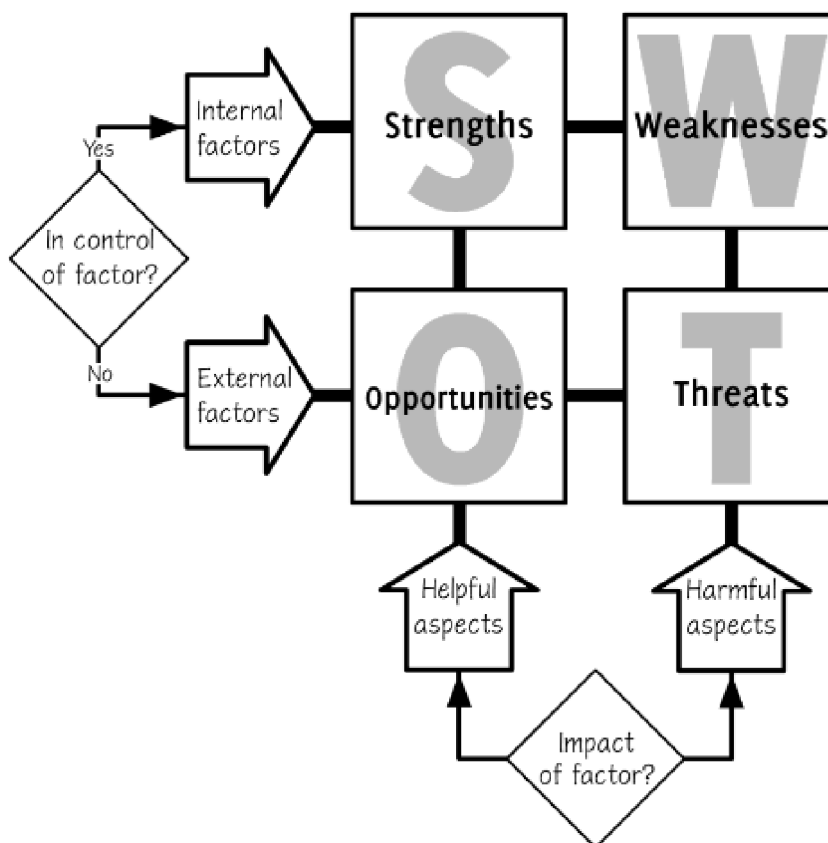 S
W
Internal
factors
Strengths
Weaknesses
Yes
In control
of factor?
No
O
T
External
factors
Opportunities
Threats
Helpful
aspects
Harmful
aspects
Impact
of factor?